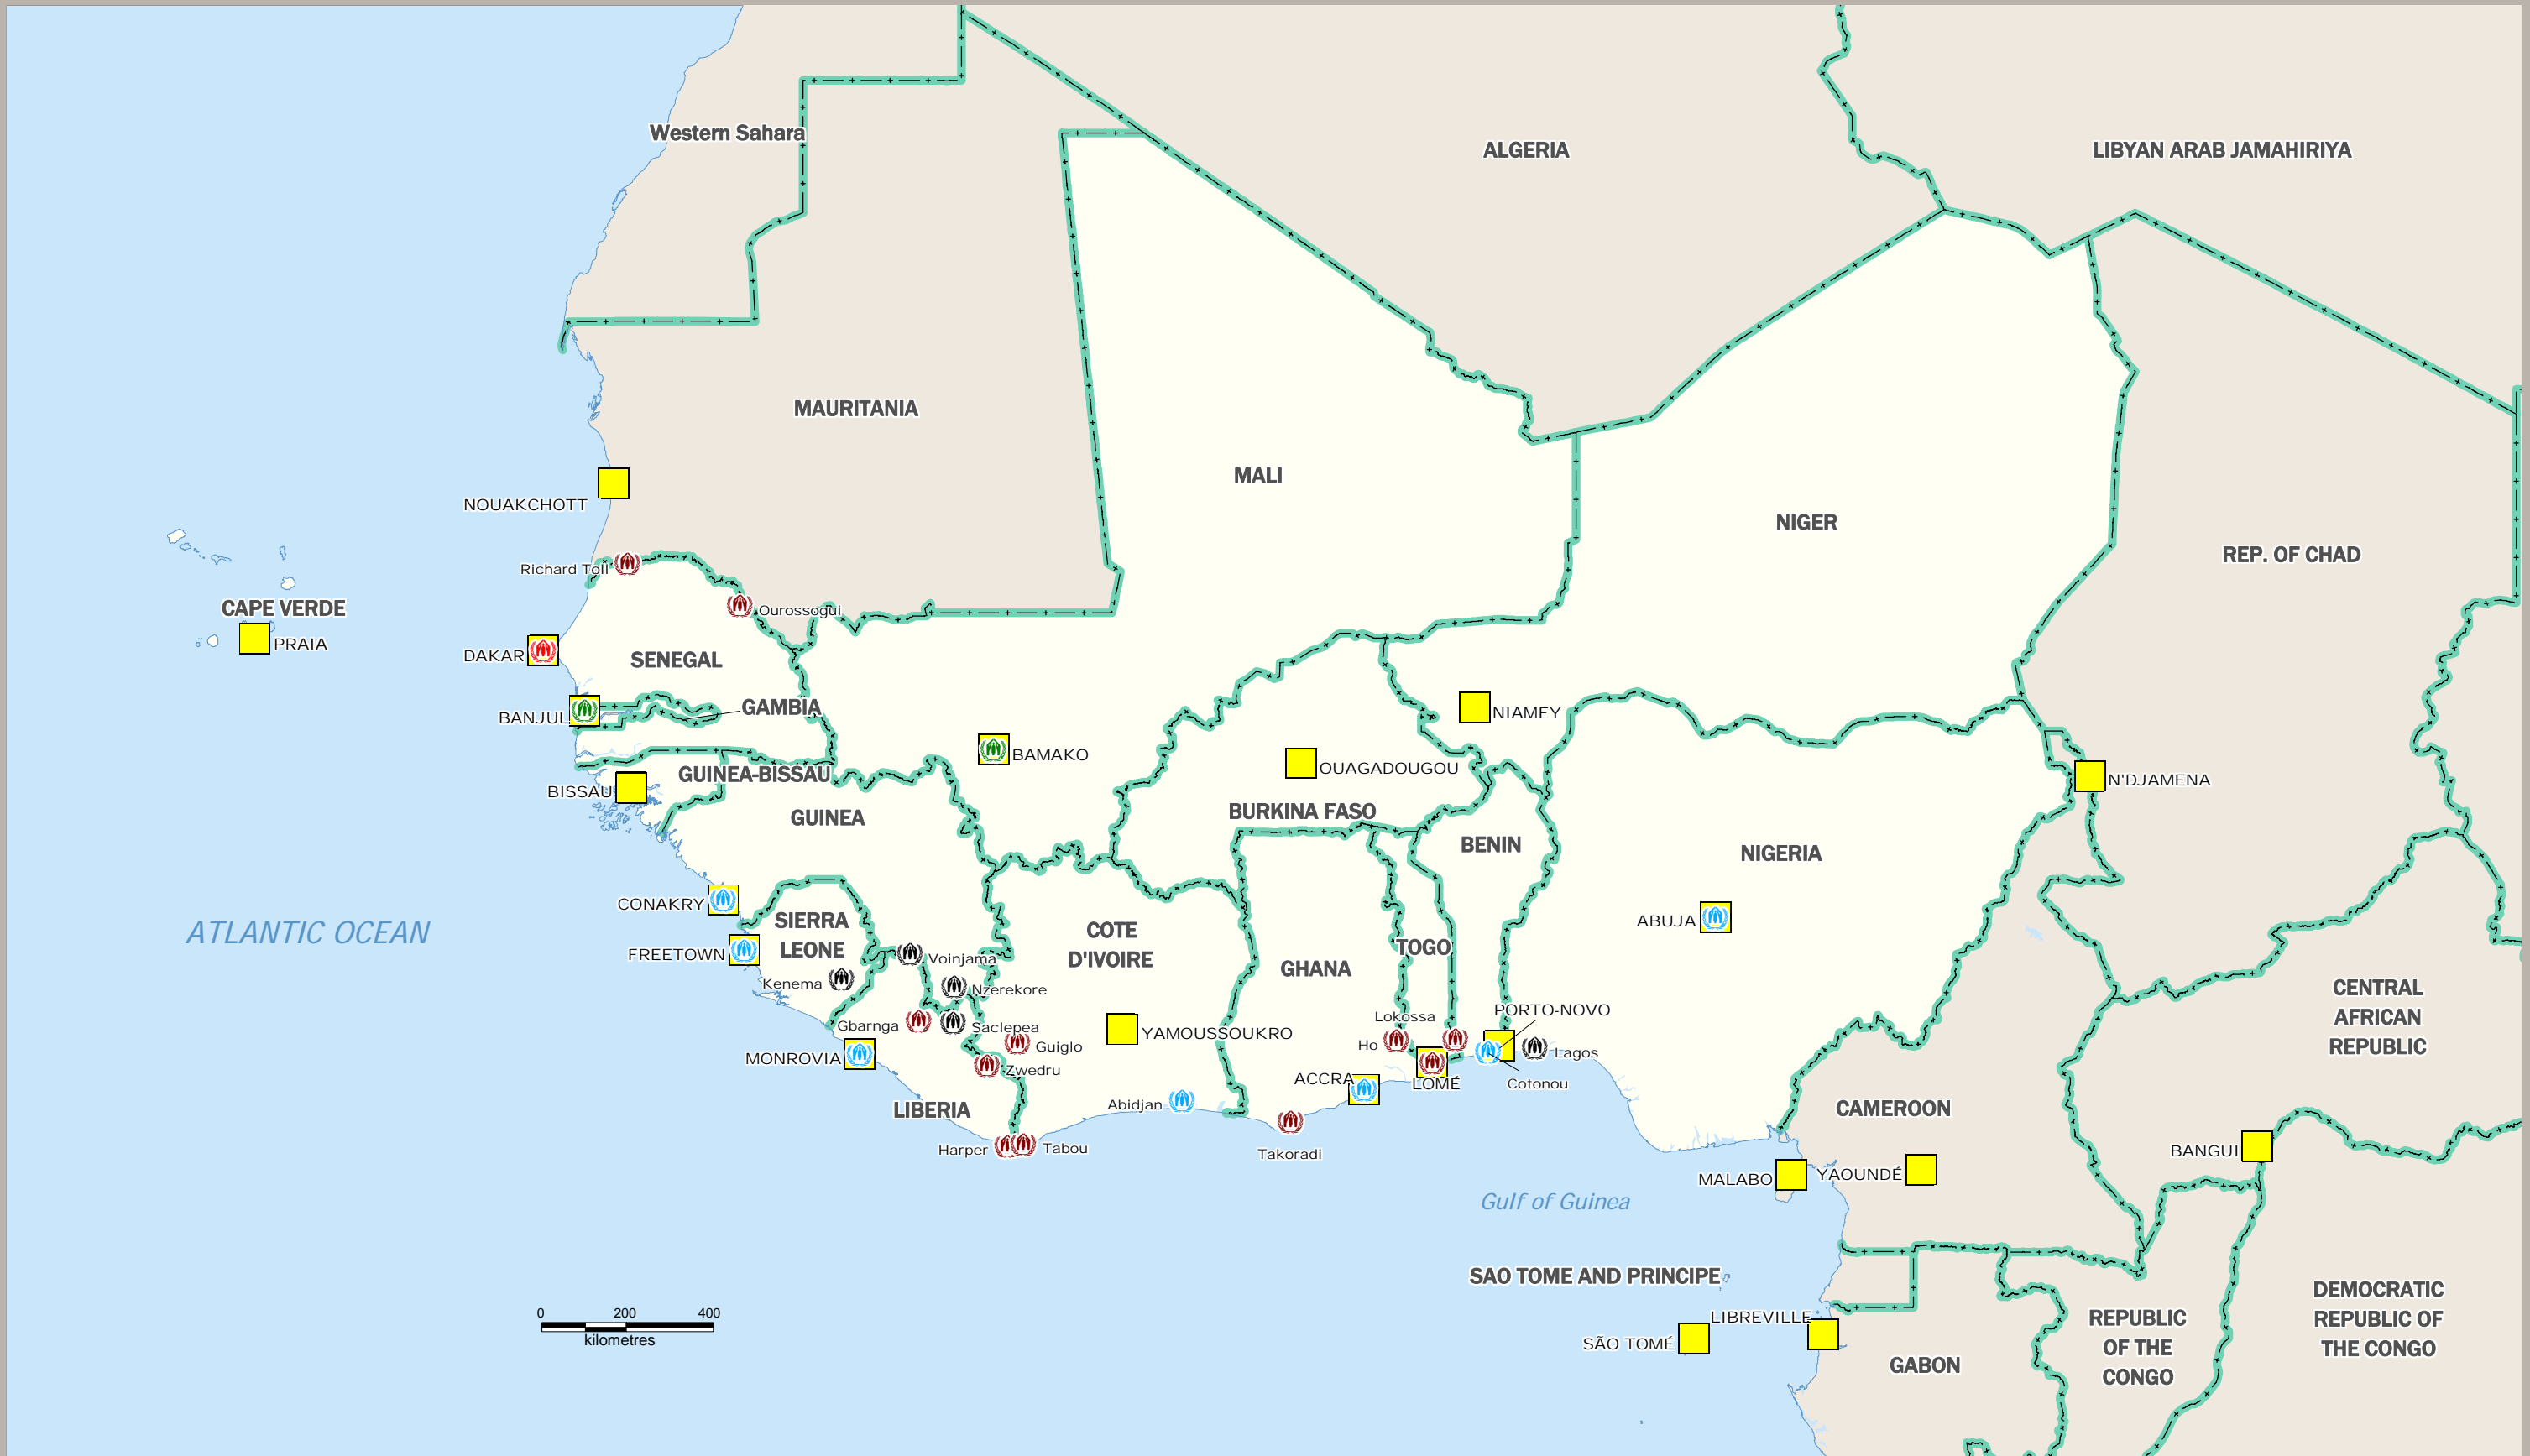 Western Sahara
ALGERIA
LIBYAN ARAB JAMAHIRIYA
MAURITANIA
MALI
NOUAKCHOTT
NIGER
REP. OF CHAD
Richard Toll
Ourossogui
CAPE VERDE
PRAIA
DAKAR
SENEGAL
BANJUL
GAMBIA
NIAMEY
BAMAKO
OUAGADOUGOU
GUINEA-BISSAU
BISSAU
N'DJAMENA
GUINEA
BURKINA FASO
BENIN
NIGERIA
CONAKRY
ATLANTIC OCEAN
SIERRA
LEONE
FREETOWN
COTE
D'IVOIRE
ABUJA
TOGO
GHANA
Voinjama
Kenema
Nzerekore
CENTRAL
AFRICAN
REPUBLIC
Gbarnga
Saclepea
YAMOUSSOUKRO
Lokossa
PORTO-NOVO
Guiglo
Ho
Lagos
MONROVIA
Zwedru
ACCRA
LOMÉ
Cotonou
LIBERIA
Abidjan
CAMEROON
Harper
Tabou
Takoradi
BANGUI
MALABO
YAOUNDÉ
Gulf of Guinea
SAO TOME AND PRINCIPE
LIBREVILLE
SÃO TOMÉ
GABON
REPUBLIC
OF THE
CONGO
DEMOCRATIC
REPUBLIC OF
THE CONGO
0 200 400
kilometres